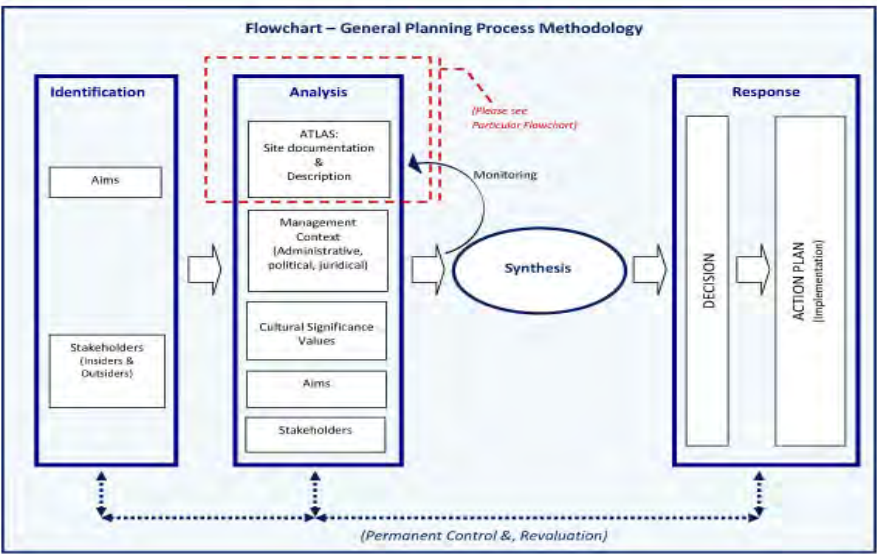 Flowchart – General Planning Process Methodology
Identification
Aims
Stakeholders
(Insiders &
Outsiders)
Analysis
ATLAS:
Site documentation
&
Description
Management
Context
(Administrative,
political, juridical)
Cultural Significance
Values
Aims
Stakeholders
(Please see
Particular Flowchart)
Monitoring
Synthesis
Response
DECISION
ACTION PLAN
(Implementation)
(Permanent Control &, Revaluation)